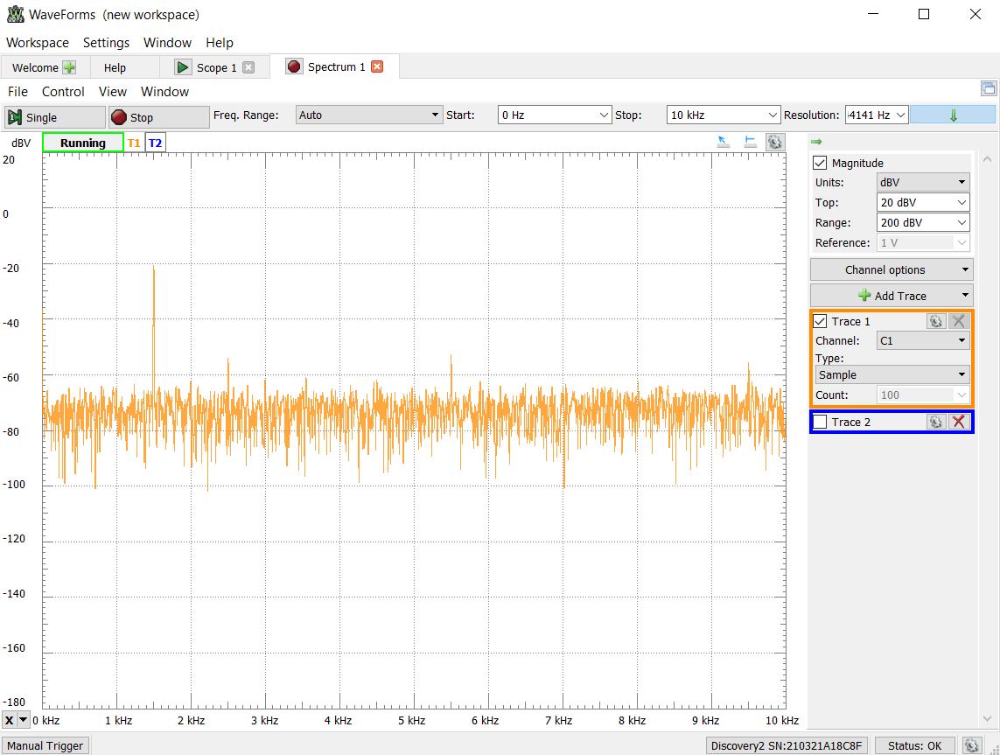 WaveForms (new workspace)
Workspace Settings Window Help
Welcome Help Scope 1 Spectrum 1
File Control View Window
Single Stop Freq. Range: Auto Start: 0 Hz Stop: 10 kHz Resolution: 4141 Hz
dBV Running T1 T2
20
0
-20
-40
-60
-80
-100
-120
-140
-160
-180
X 0 kHz 1 kHz 2 kHz 3 kHz 4 kHz 5 kHz 6 kHz 7 kHz 8 kHz 9 kHz 10 kHz
Magnitude
Units: dBV
Top: 20 dBV
Range: 200 dBV
Reference: 1 V
Channel options
Add Trace
Trace 1
Channel: C1
Type:
Sample
Count: 100
Trace 2
Manual Trigger Discovery2 SN:210321A18C8F Status: OK